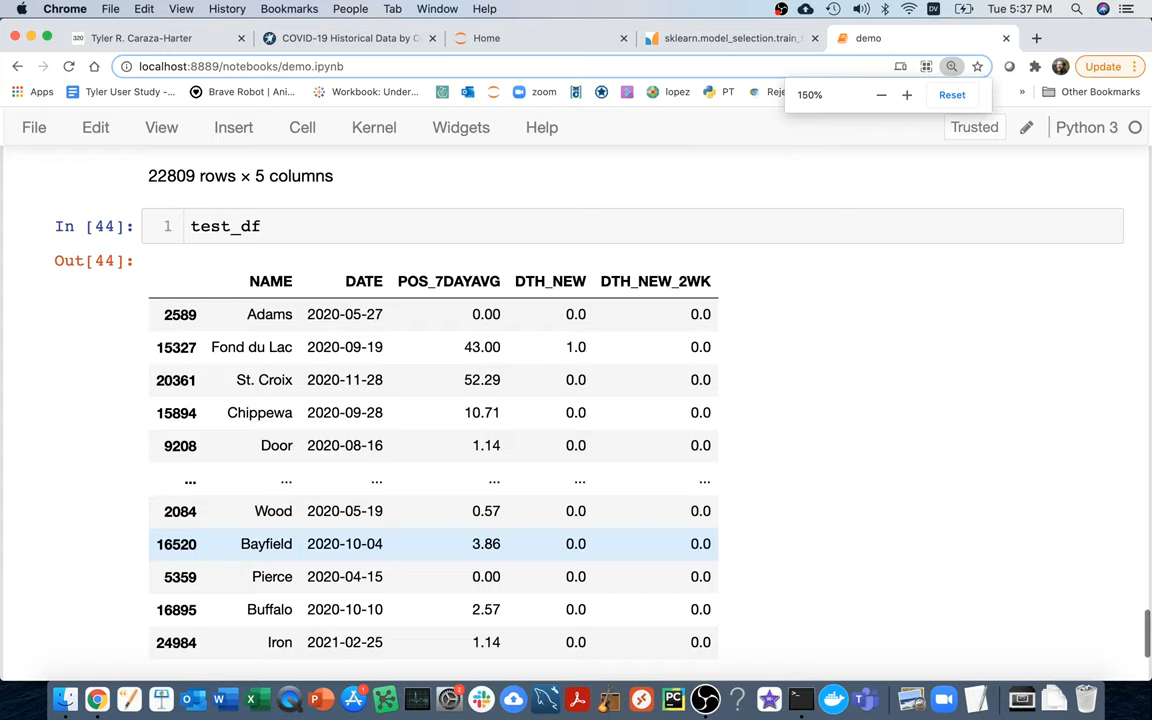 Chrome File Edit View History Bookmarks People Tab Window Help DV Tue 5:37 PM
320 Tyler R. Caraza-Harter COVID-19 Historical Data by C Home sklearn.model_selection.train_t demo
localhost:8889/notebooks/demo.ipynb Update
Apps Tyler User Study -... Brave Robot | Ani... Workbook: Under... zoom lopez PT Reje » Other Bookmarks
150% − + Reset
File Edit View Insert Cell Kernel Widgets Help Trusted Python 3
22809 rows × 5 columns
In [44]: 1 test_df
Out[44]:
NAME DATE POS_7DAYAVG DTH_NEW DTH_NEW_2WK
2589 Adams 2020-05-27 0.00 0.0 0.0
15327 Fond du Lac 2020-09-19 43.00 1.0 0.0
20361 St. Croix 2020-11-28 52.29 0.0 0.0
15894 Chippewa 2020-09-28 10.71 0.0 0.0
9208 Door 2020-08-16 1.14 0.0 0.0
... ... ... ... ... ...
2084 Wood 2020-05-19 0.57 0.0 0.0
16520 Bayfield 2020-10-04 3.86 0.0 0.0
5359 Pierce 2020-04-15 0.00 0.0 0.0
16895 Buffalo 2020-10-10 2.57 0.0 0.0
24984 Iron 2021-02-25 1.14 0.0 0.0